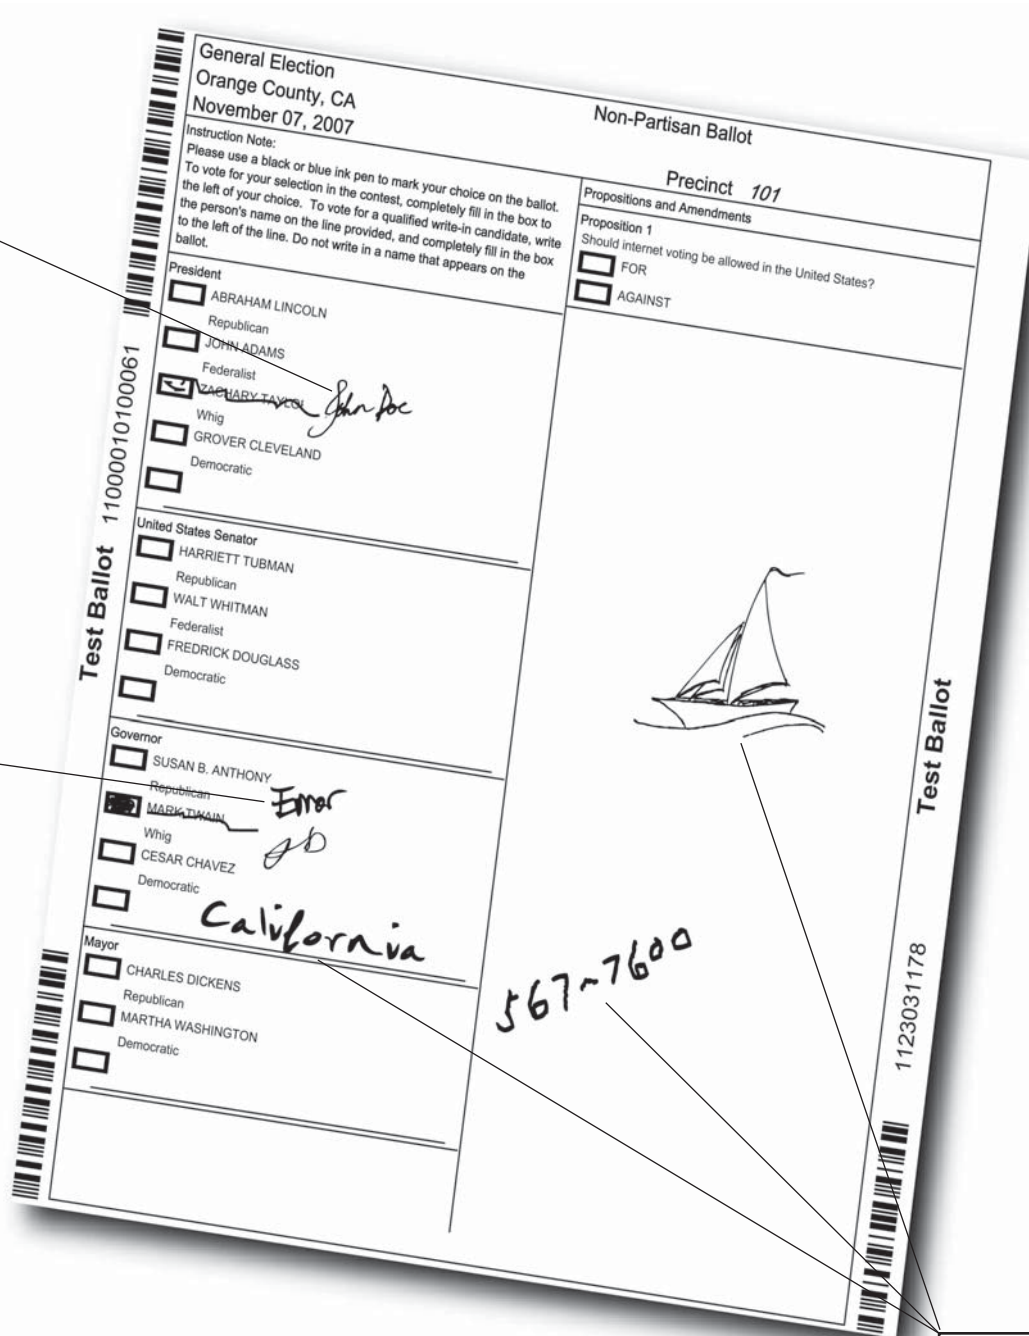 General Election
Orange County, CA
November 07, 2007
Non-Partisan Ballot
Precinct 101
Instruction Note:
Please use a black or blue ink pen to mark your choice on the ballot.
To vote for your selection in the contest, completely fill in the box to
the left of your choice. To vote for a qualified write-in candidate, write
the person's name on the line provided, and completely fill in the box
to the left of the line. Do not write in a name that appears on the
ballot.
President
ABRAHAM LINCOLN
Republican
JOHN ADAMS
Federalist
ZACHARY TAYLOR John Doe
Whig
GROVER CLEVELAND
Democratic
United States Senator
HARRIETT TUBMAN
Republican
WALT WHITMAN
Federalist
FREDRICK DOUGLASS
Democratic
Governor
SUSAN B. ANTHONY
Republican Error
MARK TWAIN
Whig JD
CESAR CHAVEZ
Democratic
California
Mayor
CHARLES DICKENS
Republican
MARTHA WASHINGTON
Democratic
Propositions and Amendments
Proposition 1
Should internet voting be allowed in the United States?
FOR
AGAINST
567-7600
Test Ballot 11000010100061
Test Ballot 1123031178